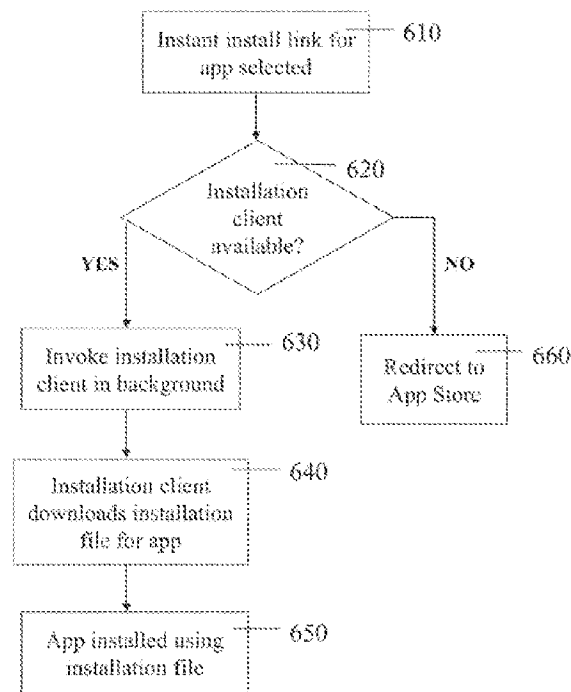 Instant install link for
app selected
610
620
Installation
client
available?
YES
NO
Invoke installation
client in background
630
Redirect to
App Store
660
Installation client
downloads installation
file for app
640
App installed using
installation file
650